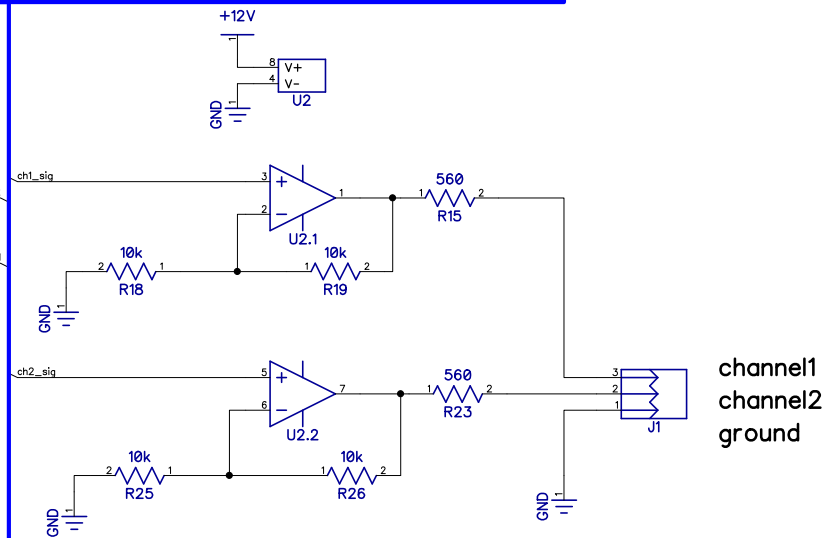 +12V
1
8 V+
4 V-
1
GND
U2
ch1_sig
3
+
1
560
1 2
R15
2
-
U2.1
10k
2 1
R18
10k
1 2
R19
1
GND
ch2_sig
5
+
7
560
1 2
R23
6
-
U2.2
3
2
1
J1
channel1
channel2
ground
10k
2 1
R25
10k
1 2
R26
1
GND
1
GND